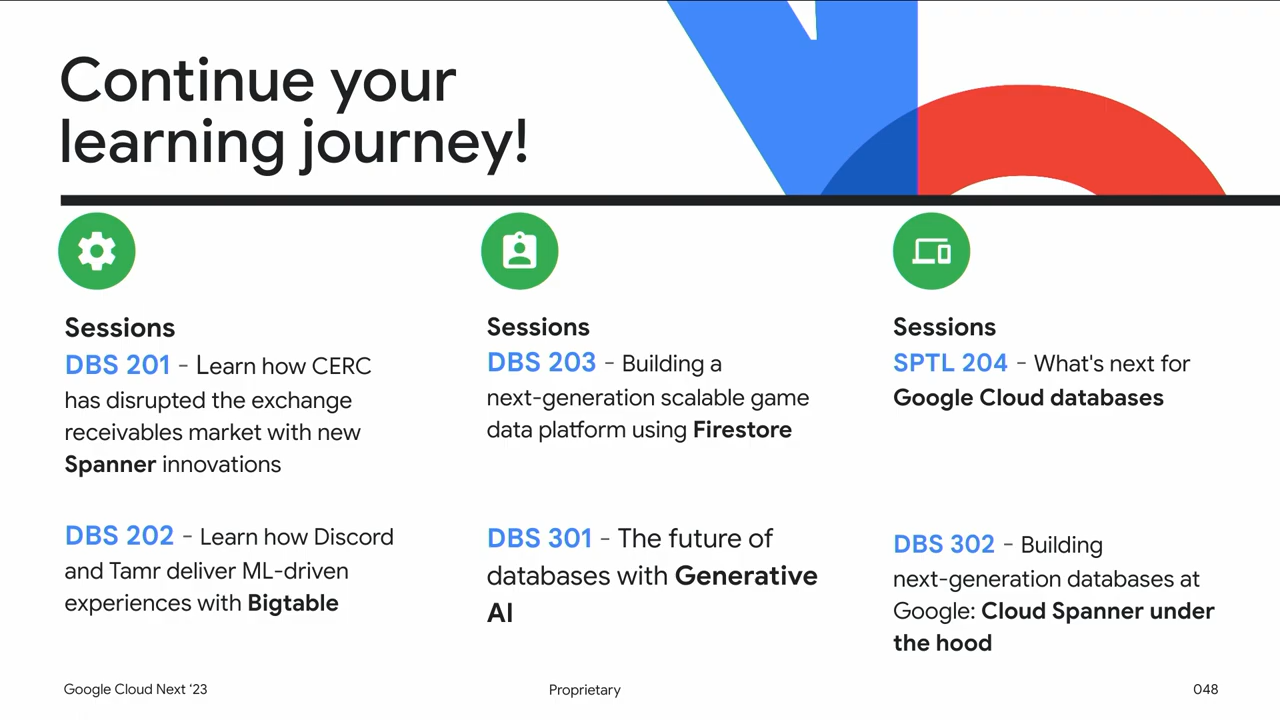 Continue your
learning journey!
Sessions
DBS 201 - Learn how CERC
has disrupted the exchange
receivables market with new
Spanner innovations
DBS 202 - Learn how Discord
and Tamr deliver ML-driven
experiences with Bigtable
Sessions
DBS 203 - Building a
next-generation scalable game
data platform using Firestore
DBS 301 - The future of
databases with Generative
AI
Sessions
SPTL 204 - What's next for
Google Cloud databases
DBS 302 - Building
next-generation databases at
Google: Cloud Spanner under
the hood
Google Cloud Next ‘23
Proprietary
048